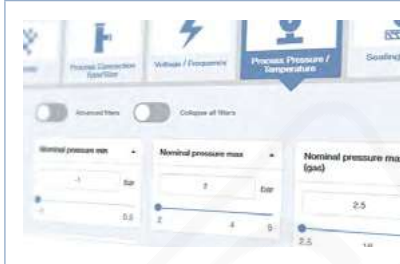 Process Connection
Type/Size
Voltage / Frequency
Process Pressure /
Temperature
Sealing
Advanced filters
Collapse all filters
Nominal pressure min
Nominal pressure max
Nominal pressure ma
(gas)
-1
bar
2
bar
2.5
-1
0.5
2
4
5
2.5